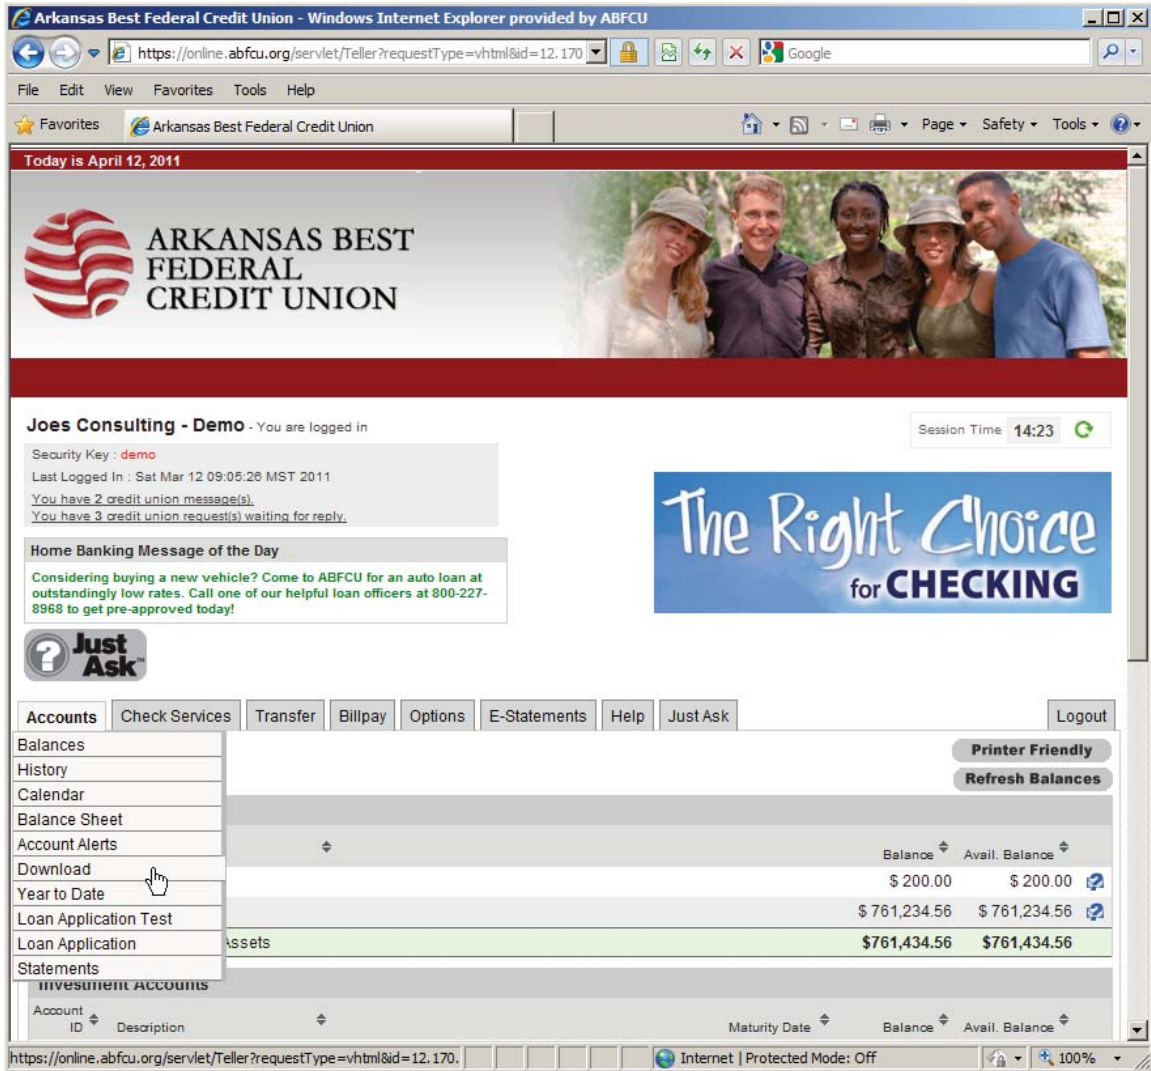 Arkansas Best Federal Credit Union - Windows Internet Explorer provided by ABFCU
https://online.abfcu.org/servlet/Teller?requestType=vhtml&id=12.170
Google
File Edit View Favorites Tools Help
Favorites
Arkansas Best Federal Credit Union
Page Safety Tools
Today is April 12, 2011
ARKANSAS BEST
FEDERAL
CREDIT UNION
Joes Consulting - Demo - You are logged in
Session Time 14:23
Security Key : demo
Last Logged In : Sat Mar 12 09:05:26 MST 2011
You have 2 credit union message(s).
You have 3 credit union request(s) waiting for reply.
Home Banking Message of the Day
Considering buying a new vehicle? Come to ABFCU for an auto loan at
outstandingly low rates. Call one of our helpful loan officers at 800-227-
8968 to get pre-approved today!
The Right Choice
for CHECKING
? Just
Ask™
Accounts Check Services Transfer Billpay Options E-Statements Help Just Ask Logout
Balances
History
Calendar
Balance Sheet
Account Alerts
Download
Year to Date
Loan Application Test
Loan Application
Statements
Printer Friendly
Refresh Balances
Balance Avail. Balance
$ 200.00 $ 200.00
$ 761,234.56 $ 761,234.56
Assets $761,434.56 $761,434.56
Investment Accounts
Account
ID Description Maturity Date Balance Avail. Balance
https://online.abfcu.org/servlet/Teller?requestType=vhtml&id=12.170.
Internet | Protected Mode: Off
100%